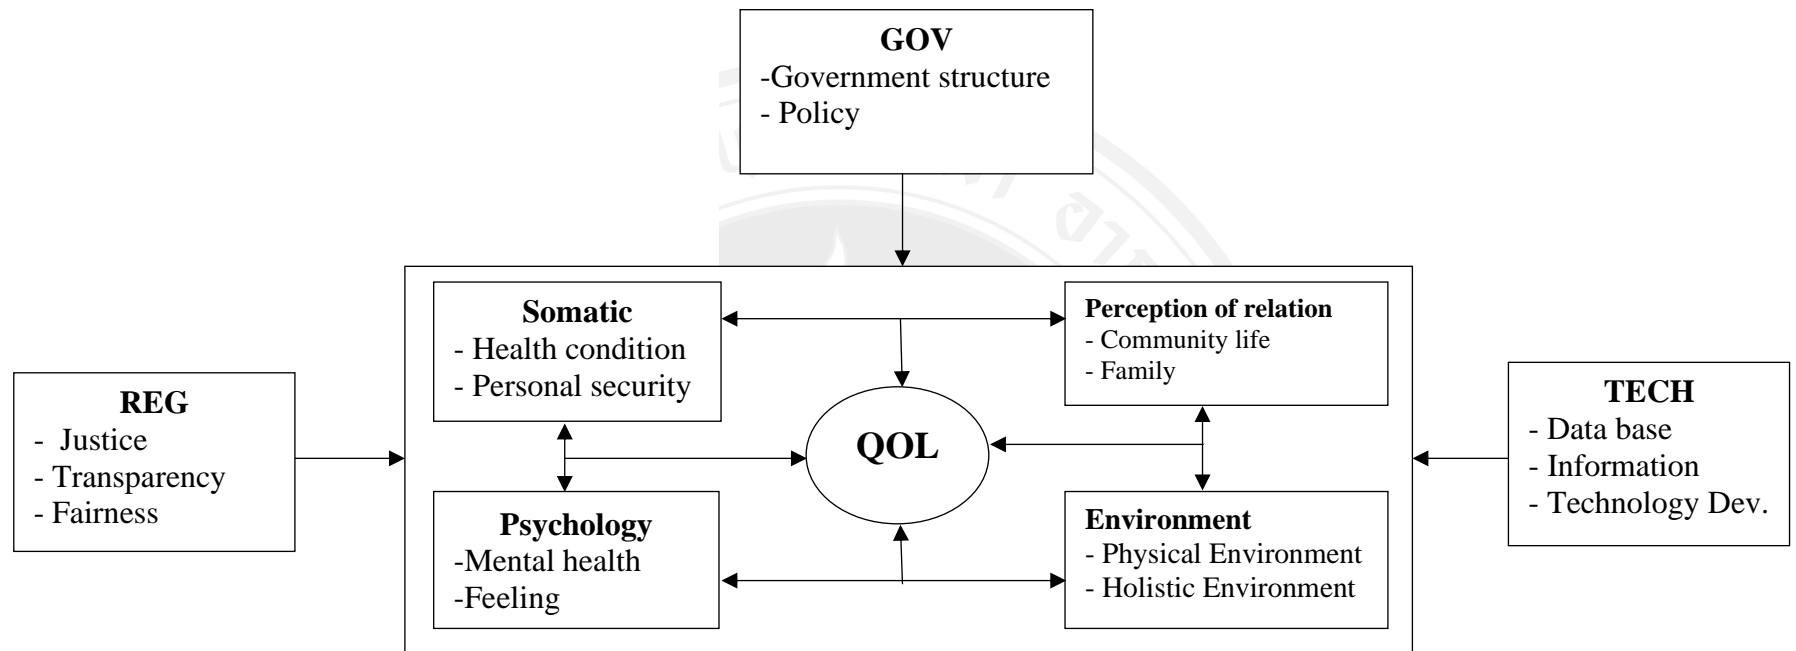 GOV
-Government structure
- Policy
Somatic
- Health condition
- Personal security
Perception of relation
- Community life
- Family
REG
- Justice
- Transparency
- Fairness
QOL
TECH
- Data base
- Information
- Technology Dev.
Psychology
-Mental health
-Feeling
Environment
- Physical Environment
- Holistic Environment